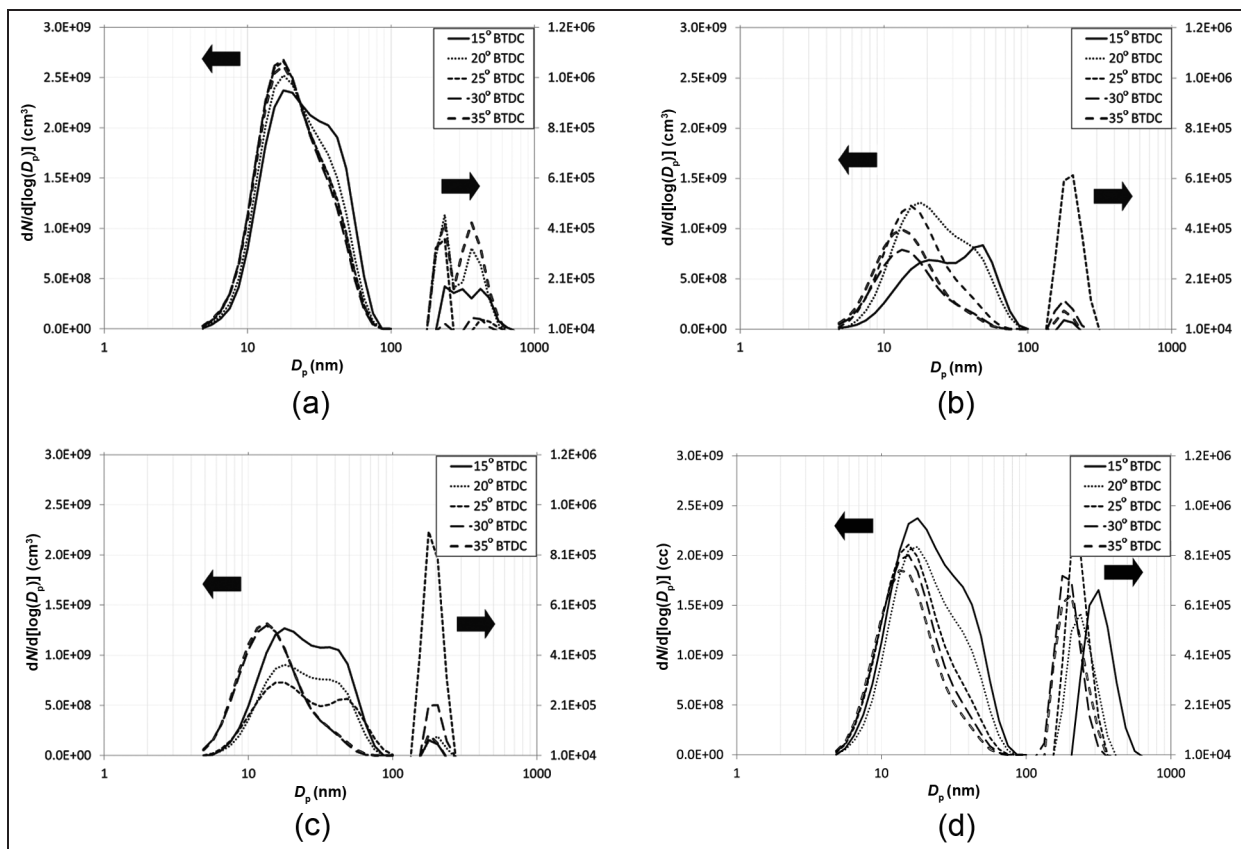 3.0E+09
2.5E+09
2.0E+09
1.5E+09
1.0E+09
5.0E+08
0.0E+00
dN/d[log(Dp)] (cm³)
1
10
100
1000
Dp (nm)
1.2E+06
1.0E+06
8.1E+05
6.1E+05
4.1E+05
2.1E+05
1.0E+04
15° BTDC
20° BTDC
25° BTDC
-30° BTDC
35° BTDC
(a)
3.0E+09
2.5E+09
2.0E+09
1.5E+09
1.0E+09
5.0E+08
0.0E+00
dN/d[log(Dp)] (cm³)
1
10
100
1000
Dp (nm)
1.2E+06
1.0E+06
8.1E+05
6.1E+05
4.1E+05
2.1E+05
1.0E+04
15° BTDC
20° BTDC
25° BTDC
30° BTDC
35° BTDC
(b)
3.0E+09
2.5E+09
2.0E+09
1.5E+09
1.0E+09
5.0E+08
0.0E+00
dN/d[log(Dp)] (cm³)
1
10
100
1000
Dp (nm)
1.2E+06
1.0E+06
8.1E+05
6.1E+05
4.1E+05
2.1E+05
1.0E+04
15° BTDC
20° BTDC
25° BTDC
-30° BTDC
35° BTDC
(c)
3.0E+09
2.5E+09
2.0E+09
1.5E+09
1.0E+09
5.0E+08
0.0E+00
dN/d[log(Dp)] (cc)
1
10
100
1000
Dp (nm)
1.2E+06
1.0E+06
8.1E+05
6.1E+05
4.1E+05
2.1E+05
1.0E+04
15° BTDC
20° BTDC
25° BTDC
-30° BTDC
35° BTDC
(d)